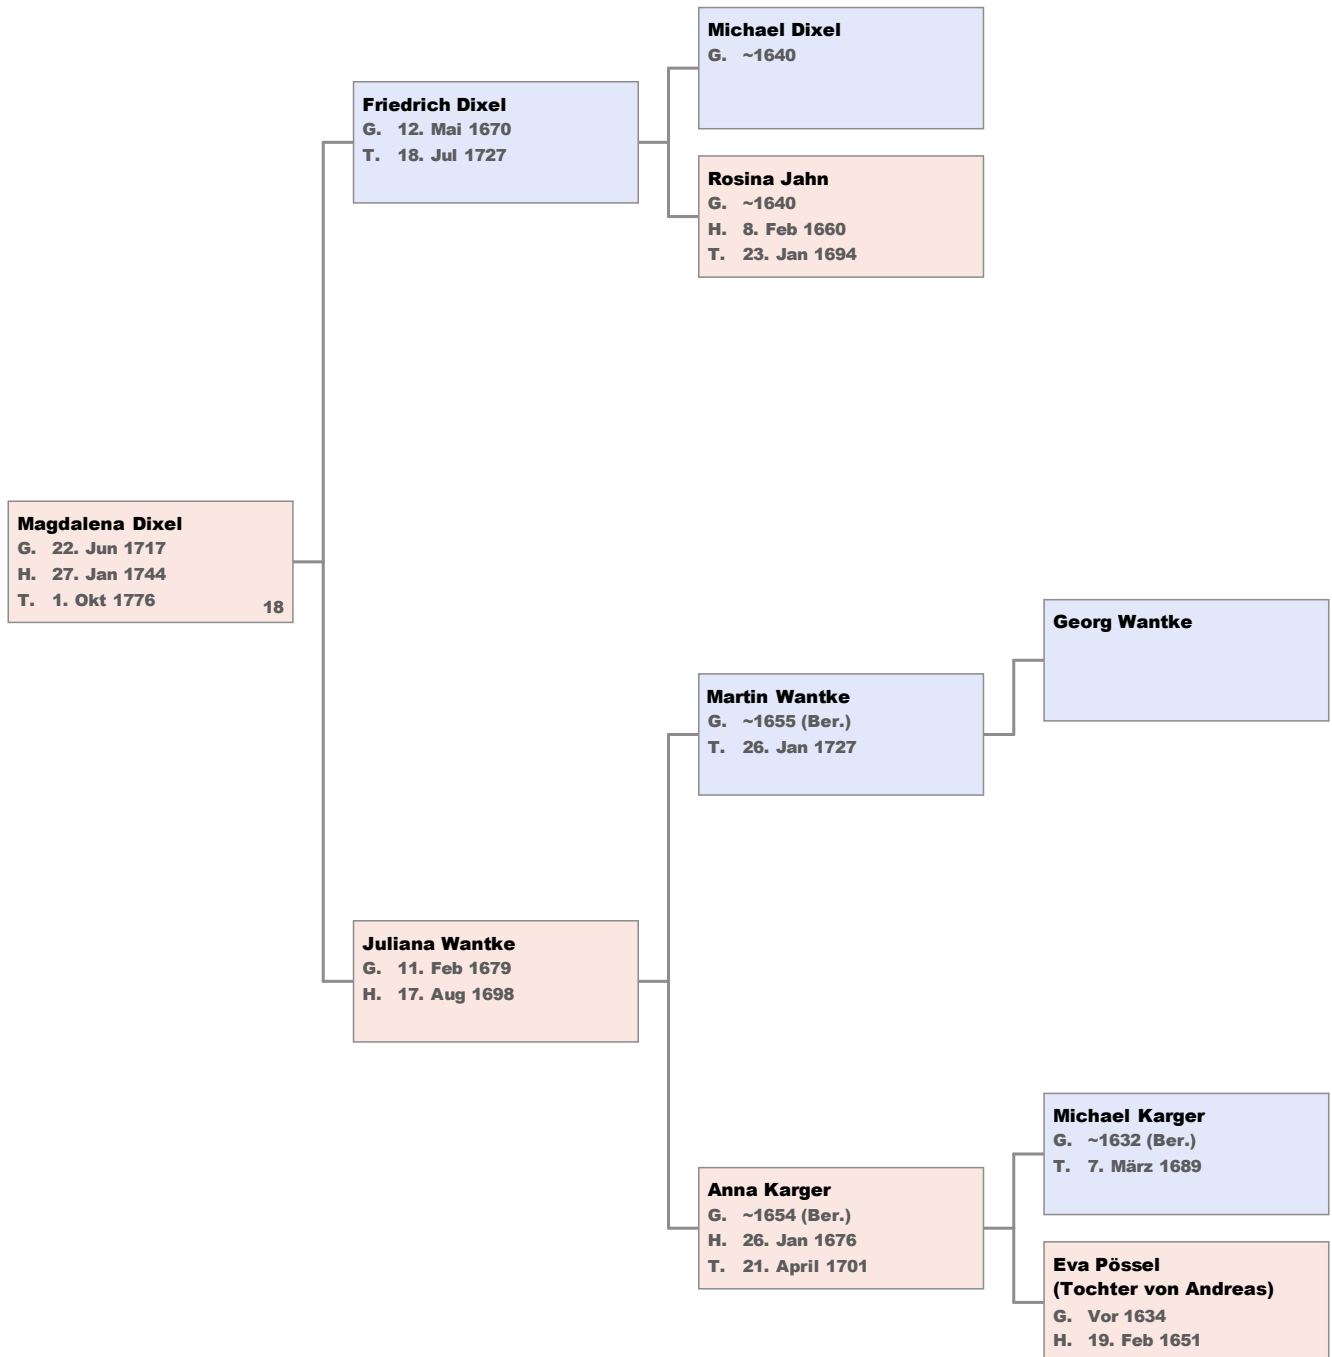 Michael Dixel
G. ~1640
Friedrich Dixel
G. 12. Mai 1670
T. 18. Jul 1727
Rosina Jahn
G. ~1640
H. 8. Feb 1660
T. 23. Jan 1694
Magdalena Dixel
G. 22. Jun 1717
H. 27. Jan 1744
T. 1. Okt 1776 18
Georg Wantke
Martin Wantke
G. ~1655 (Ber.)
T. 26. Jan 1727
Juliana Wantke
G. 11. Feb 1679
H. 17. Aug 1698
Michael Karger
G. ~1632 (Ber.)
T. 7. März 1689
Anna Karger
G. ~1654 (Ber.)
H. 26. Jan 1676
T. 21. April 1701
Eva Pössel
(Tochter von Andreas)
G. Vor 1634
H. 19. Feb 1651